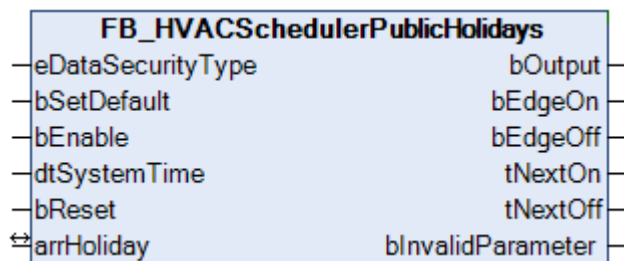 FB_HVACSchedulerPublicHolidays
eDataSecurityType bOutput
bSetDefault bEdgeOn
bEnable bEdgeOff
dtSystemTime tNextOn
bReset tNextOff
arrHoliday bInvalidParameter